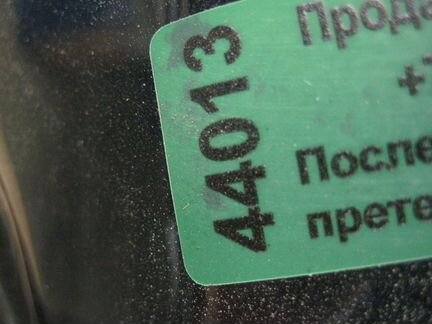 44013
Прода
+7
После
прете